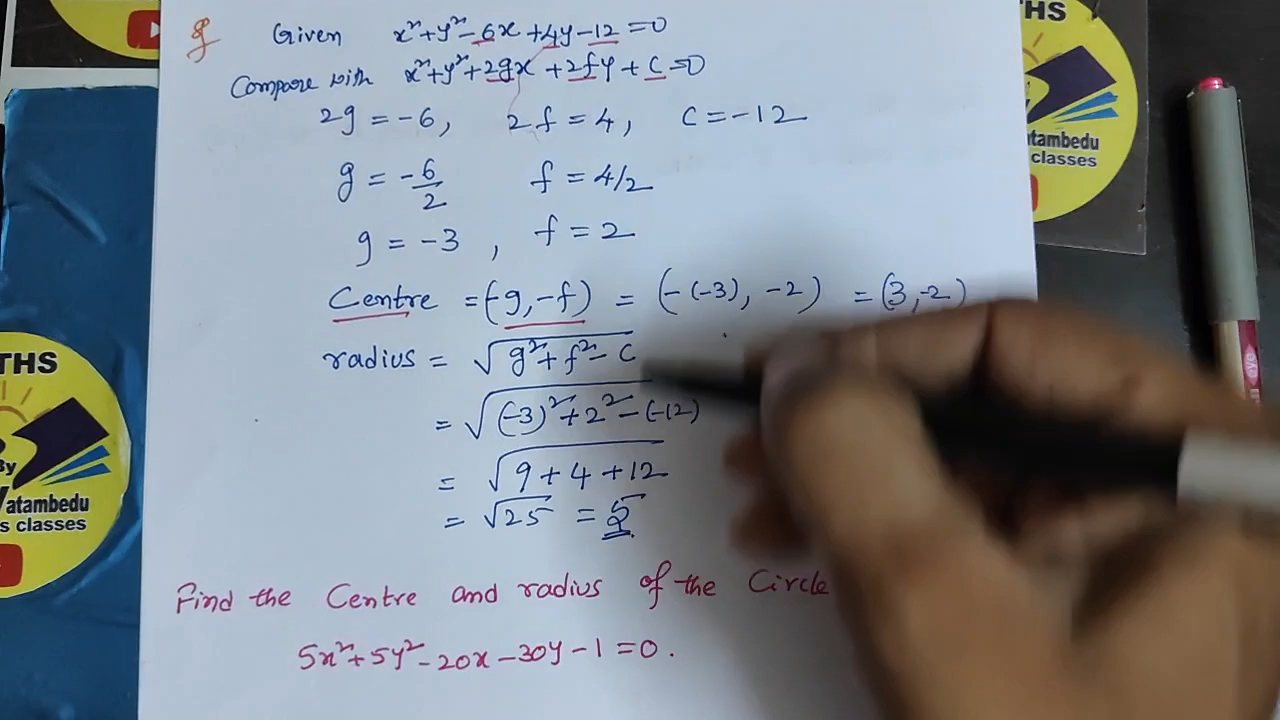 Given x²+y²-6x+4y-12=0
Compare with x²+y²+2gx+2fy+c=0
2g=-6, 2f=4, c=-12
g=-6/2 f=4/2
g=-3, f=2
Centre =(-g,-f) = (-(-3), -2) =(3,-2)
radius = √g²+f²-c
= √(-3)²+2²-(-12)
= √9+4+12
= √25 = 5
Find the Centre and radius of the Circle
5x²+5y²-20x-30y-1=0.
THS
By
Vatambedu
s classes
HS
tambedu
classes